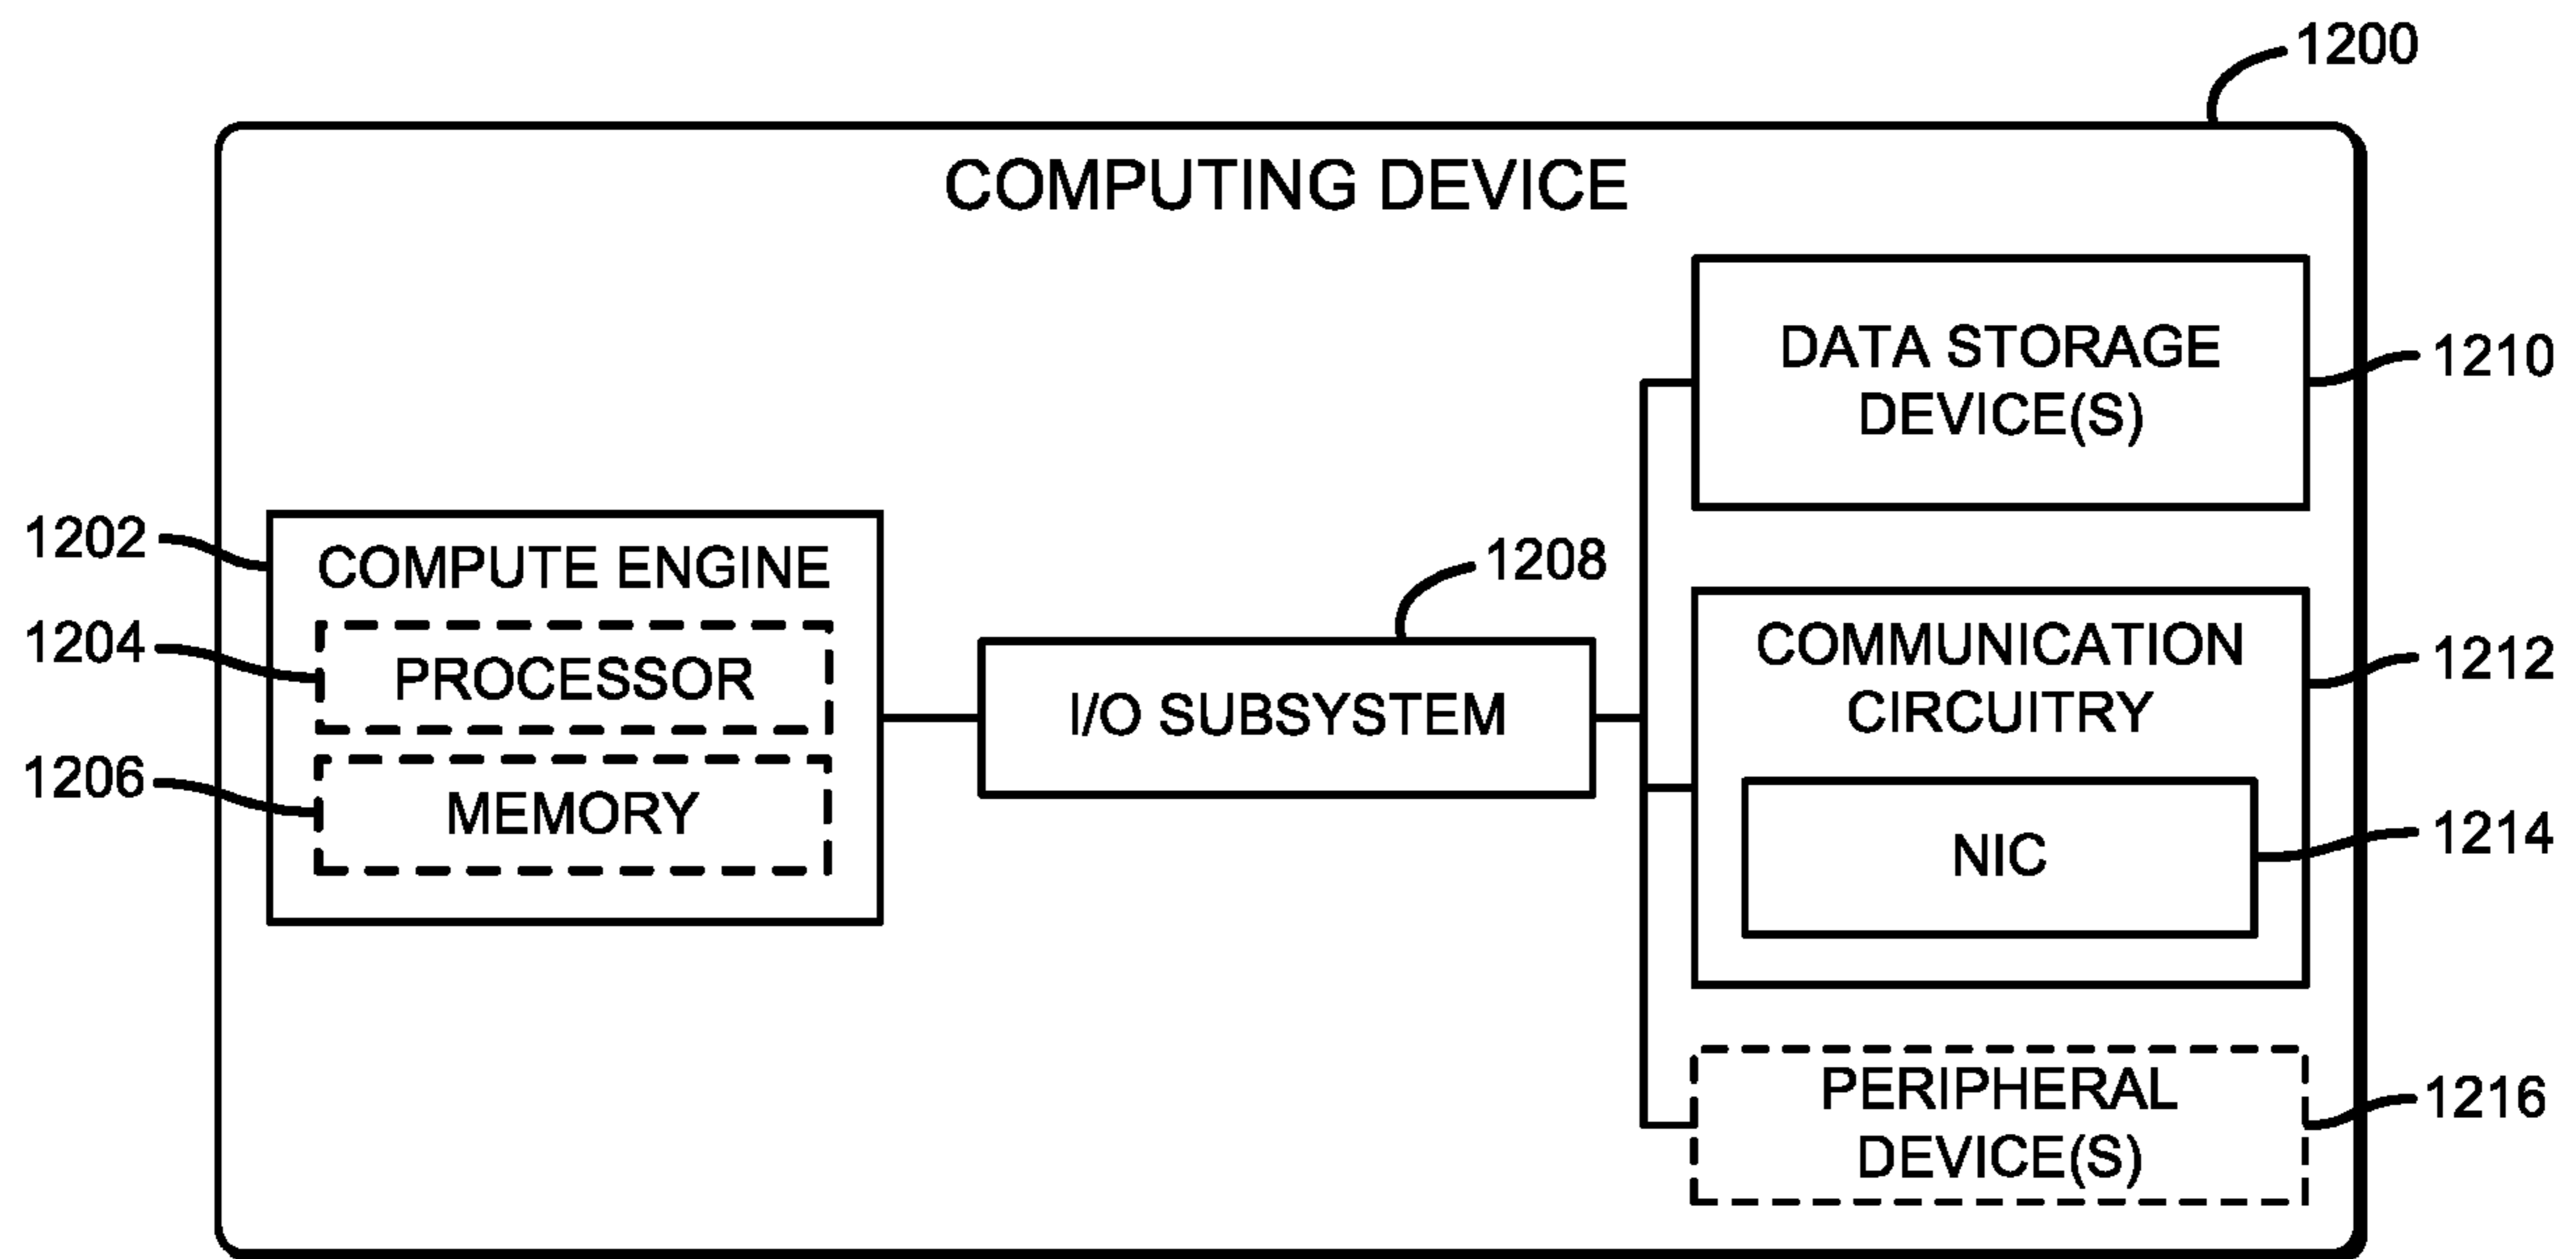 1200
COMPUTING DEVICE
DATA STORAGE
DEVICE(S)
1210
1202
COMPUTE ENGINE
1204
PROCESSOR
1206
MEMORY
1208
I/O SUBSYSTEM
COMMUNICATION
CIRCUITRY
1212
NIC
1214
PERIPHERAL
DEVICE(S)
1216